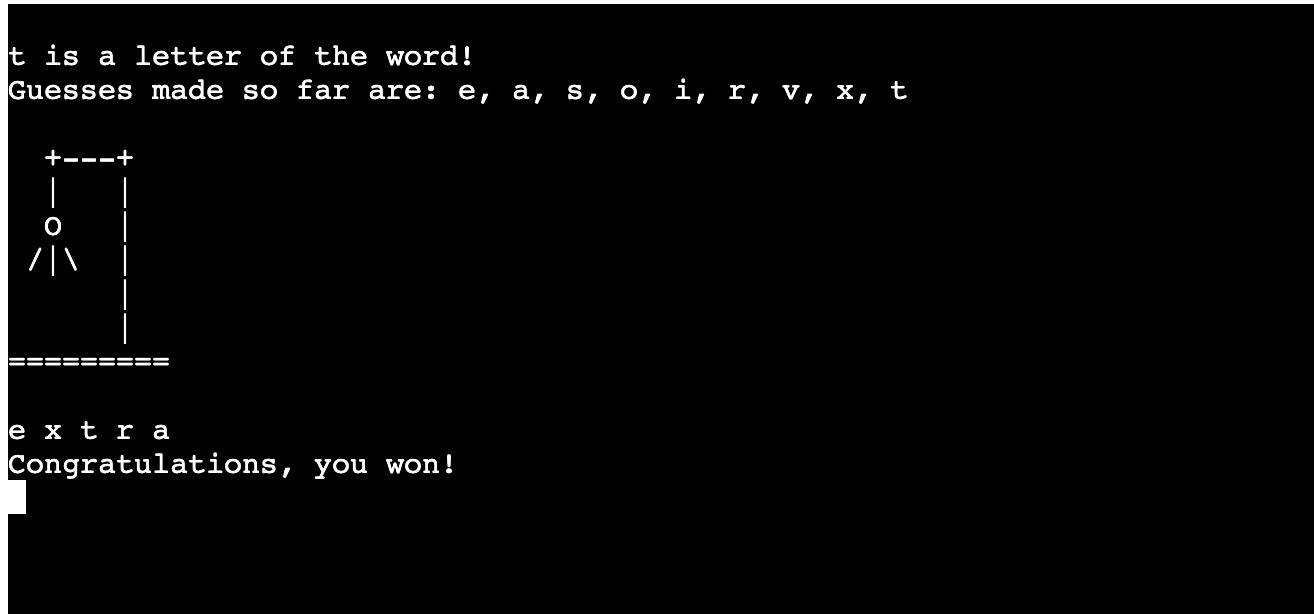 t is a letter of the word!
Guesses made so far are: e, a, s, o, i, r, v, x, t
  +---+
  |   |
  O   |
 /|\  |
      |
      |
=========
e x t r a
Congratulations, you won!